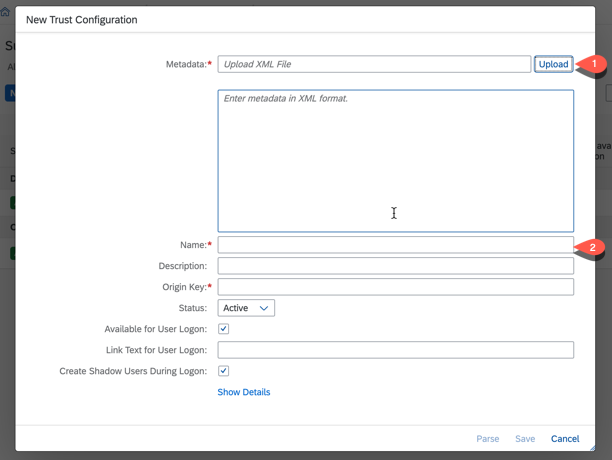 New Trust Configuration
Metadata:* Upload XML File Upload 1
Enter metadata in XML format.
Name:* 2
Description:
Origin Key:*
Status: Active
Available for User Logon:
Link Text for User Logon:
Create Shadow Users During Logon:
Show Details
Parse Save Cancel